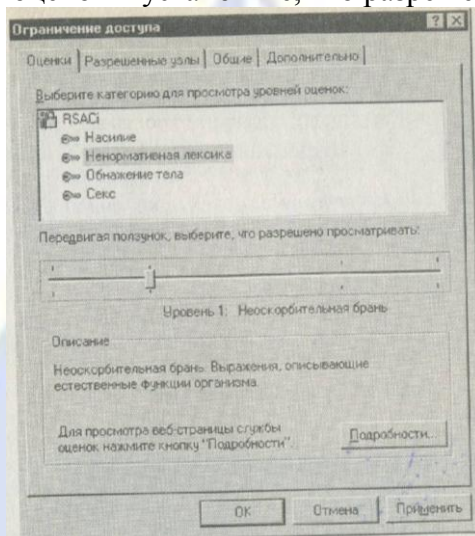 Ограничение доступа
Оценки Разрешенные узлы Общие Дополнительно
Выберите категорию для просмотра уровней оценок:
RSACi
Насилие
Ненормативная лексика
Обнажение тела
Секс
Передвигая ползунок, выберите, что разрешено просматривать:
Уровень 1: Неоскорбительная брань
Описание
Неоскорбительная брань. Выражения, описывающие
естественные функции организма.
Для просмотра веб-страницы службы
оценок нажмите кнопку "Подробности".
Подробности...
OK Отмена Применить